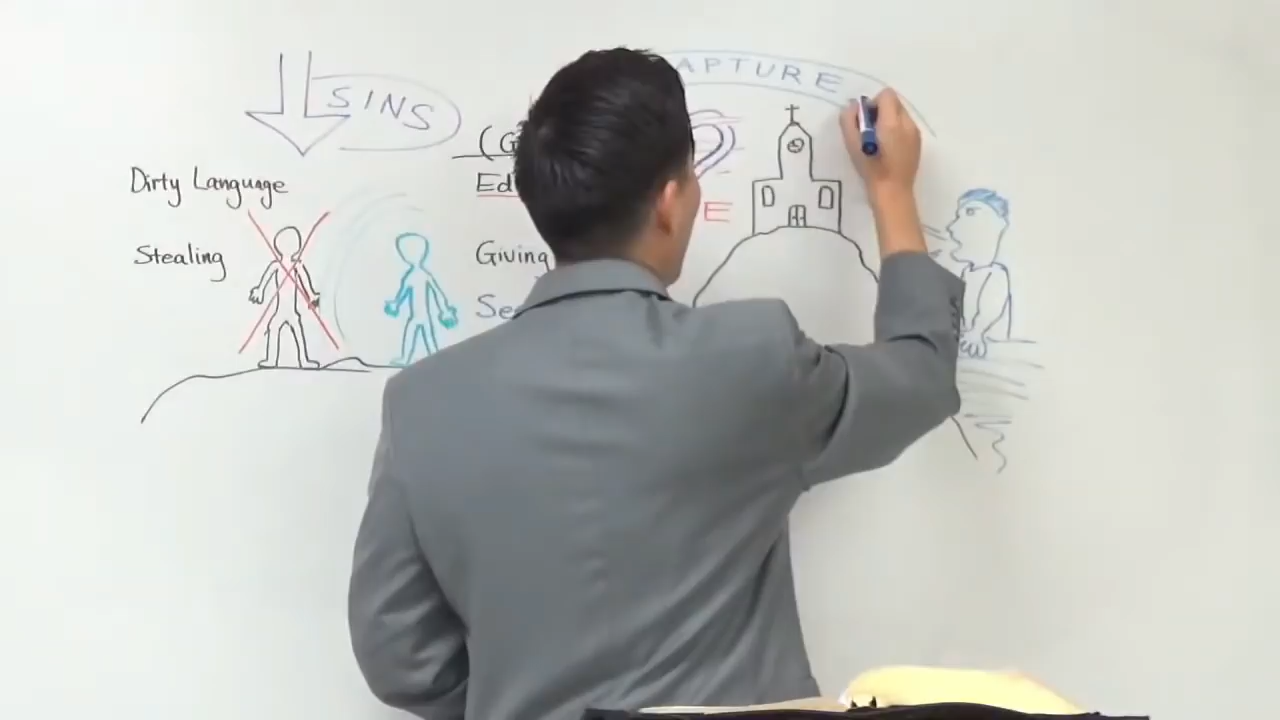 SINS
APTURE
Dirty Language
Stealing
(G
Ed
E
Giving
Se